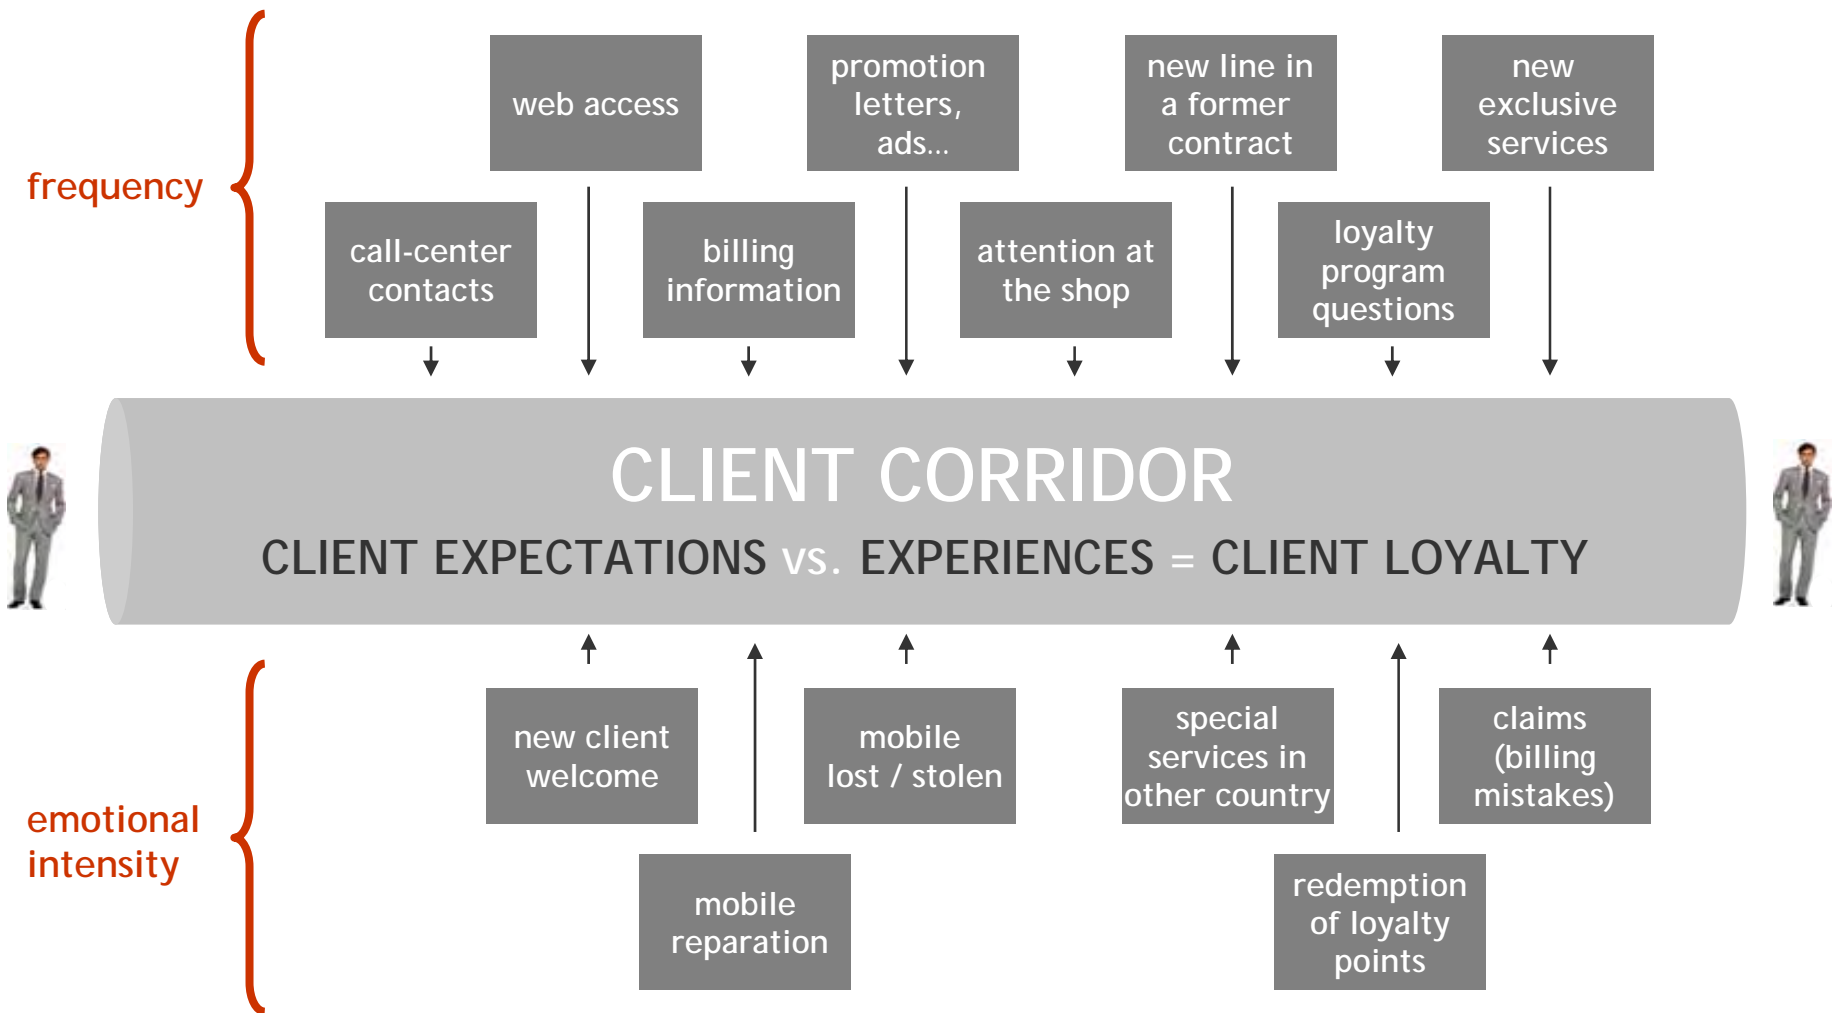 frequency
web access
promotion
letters,
ads...
new line in
a former
contract
new
exclusive
services
call-center
contacts
billing
information
attention at
the shop
loyalty
program
questions
CLIENT CORRIDOR
CLIENT EXPECTATIONS vs. EXPERIENCES = CLIENT LOYALTY
emotional
intensity
new client
welcome
mobile
lost / stolen
special
services in
other country
claims
(billing
mistakes)
mobile
reparation
redemption
of loyalty
points